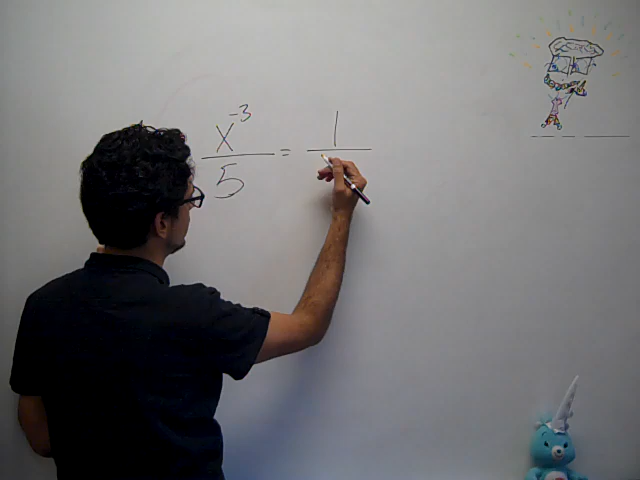 x^-3 / 5 = 1 /